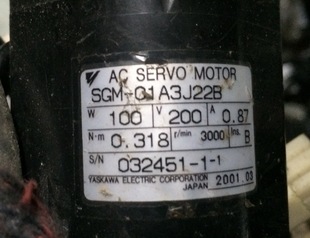 AC SERVO MOTOR
SGM-01A3J22B
W 100 V 200 A 0.87
N·m 0.318 r/min 3000 Ins. B
S/N 032451-1-1
YASKAWA ELECTRIC CORPORATION
JAPAN 2001.03